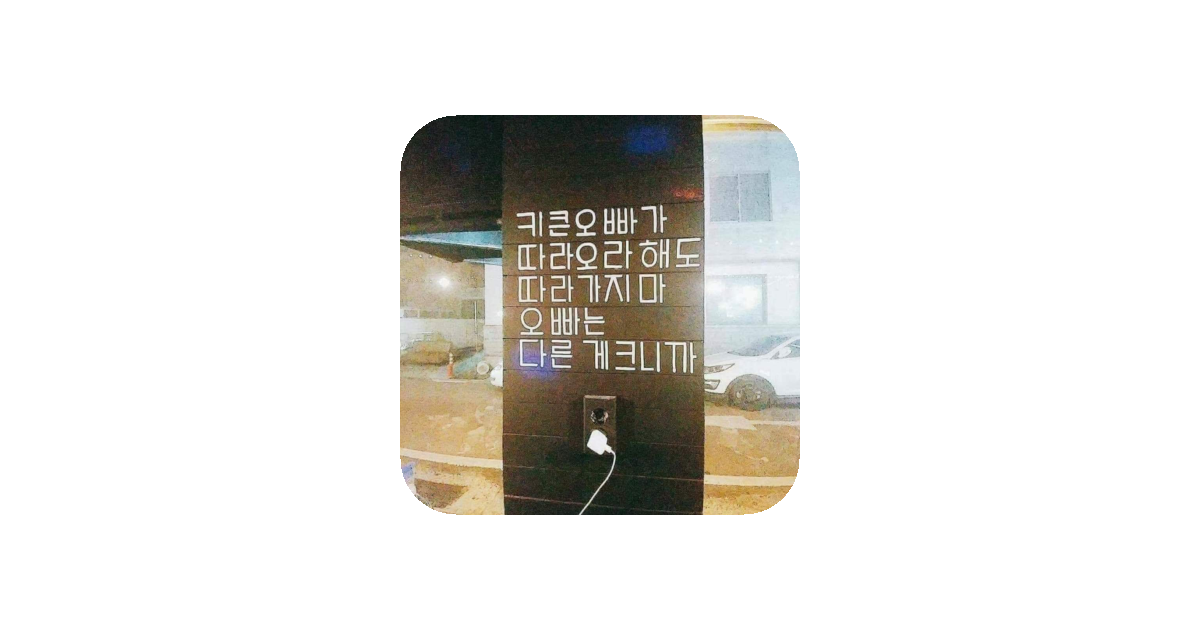 키큰오빠가
따라오라 해도
따라가지 마
오빠는
다른 게크니까